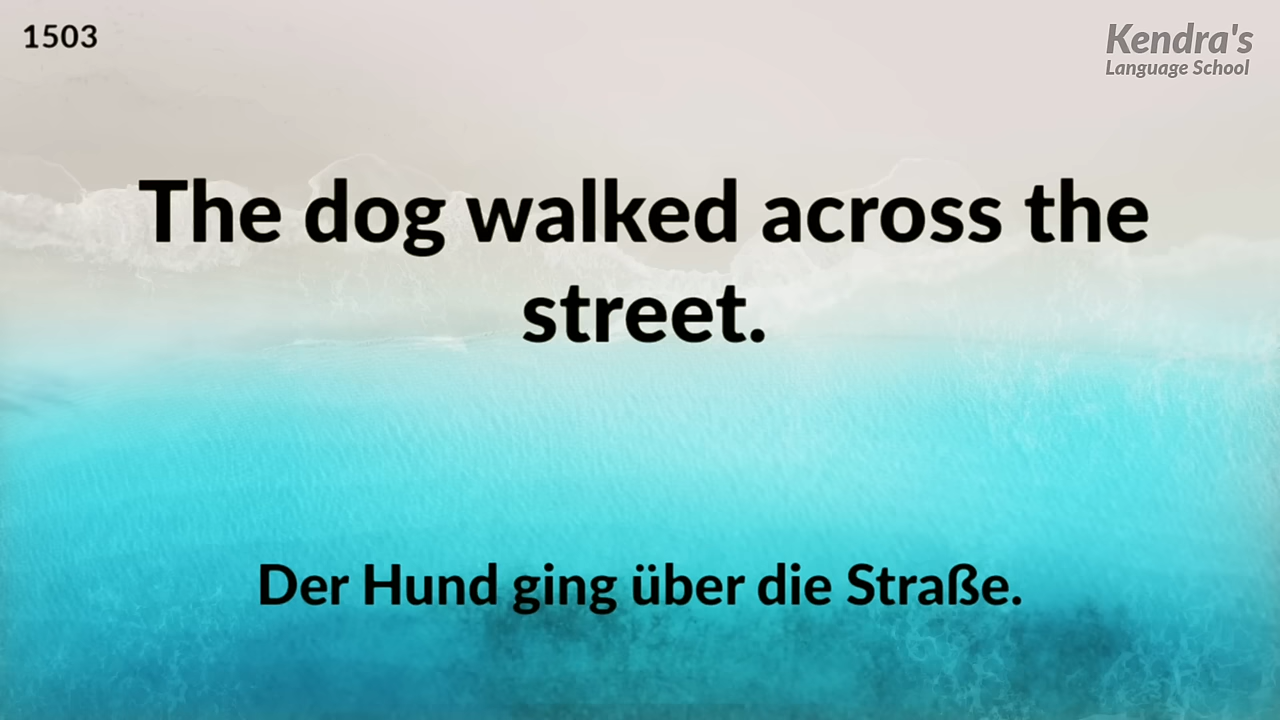 1503
Kendra's
Language School
The dog walked across the
street.
Der Hund ging über die Straße.